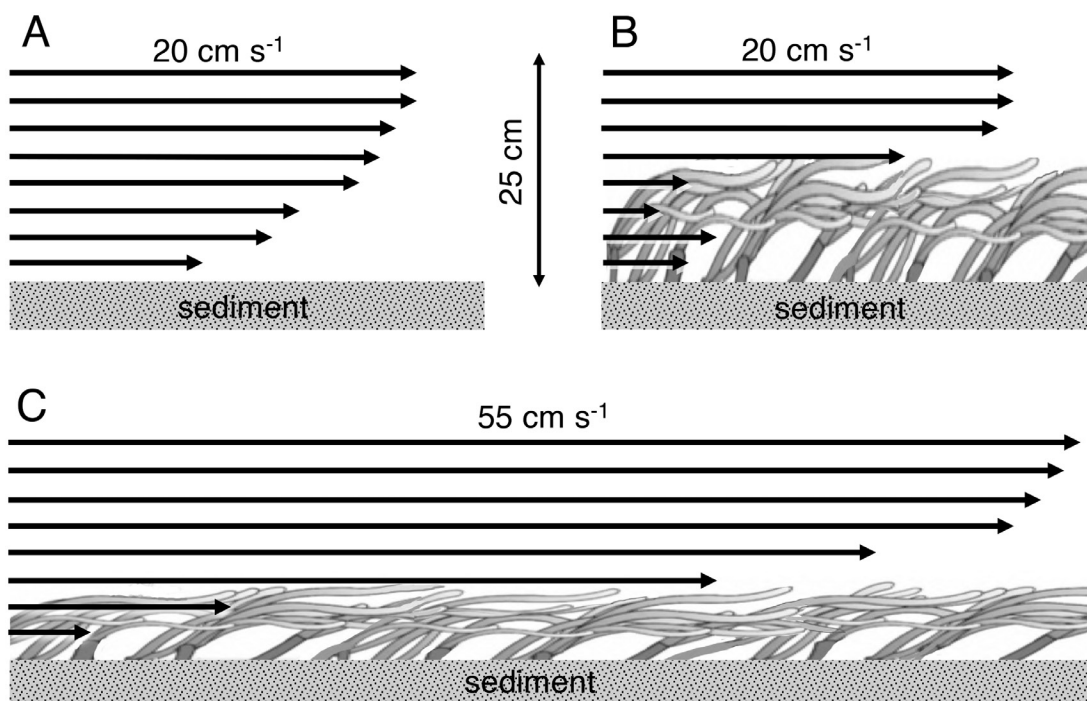 A
20 cm s⁻¹
sediment
25 cm
B
20 cm s⁻¹
sediment
C
55 cm s⁻¹
sediment